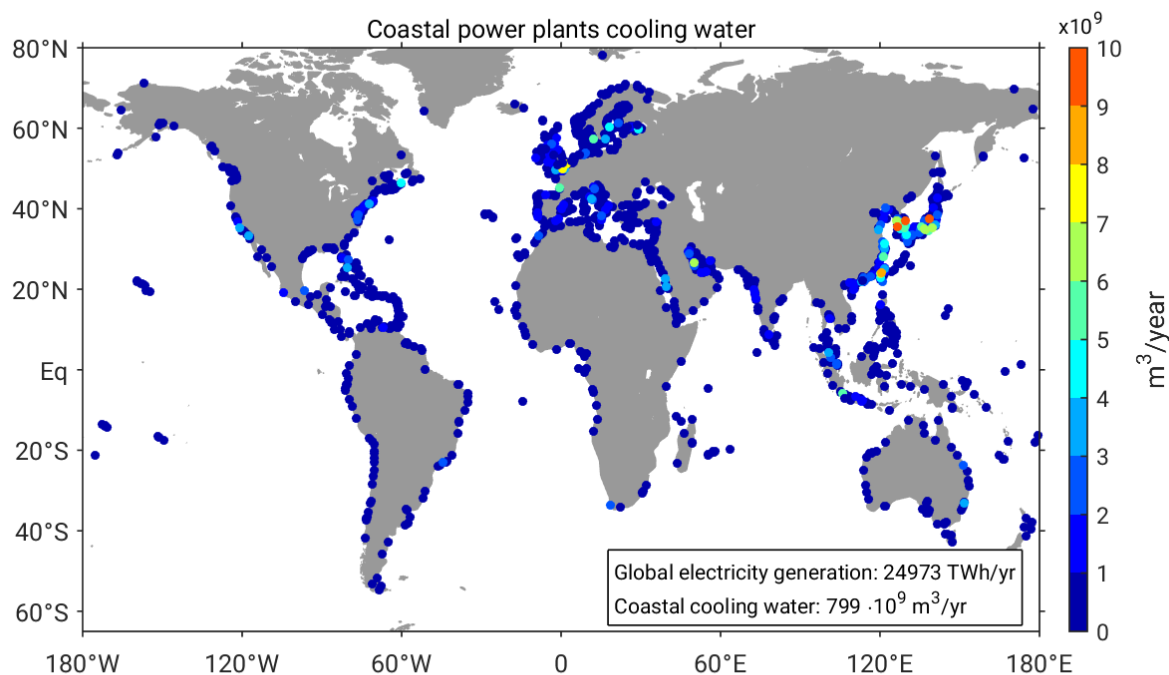 Coastal power plants cooling water
x10⁹
80°N
60°N
40°N
20°N
Eq
20°S
40°S
60°S
180°W
120°W
60°W
0
60°E
120°E
180°E
Global electricity generation: 24973 TWh/yr
Coastal cooling water: 799 ·10⁹ m³/yr
10
9
8
7
6
5
4
3
2
1
0
m³/year